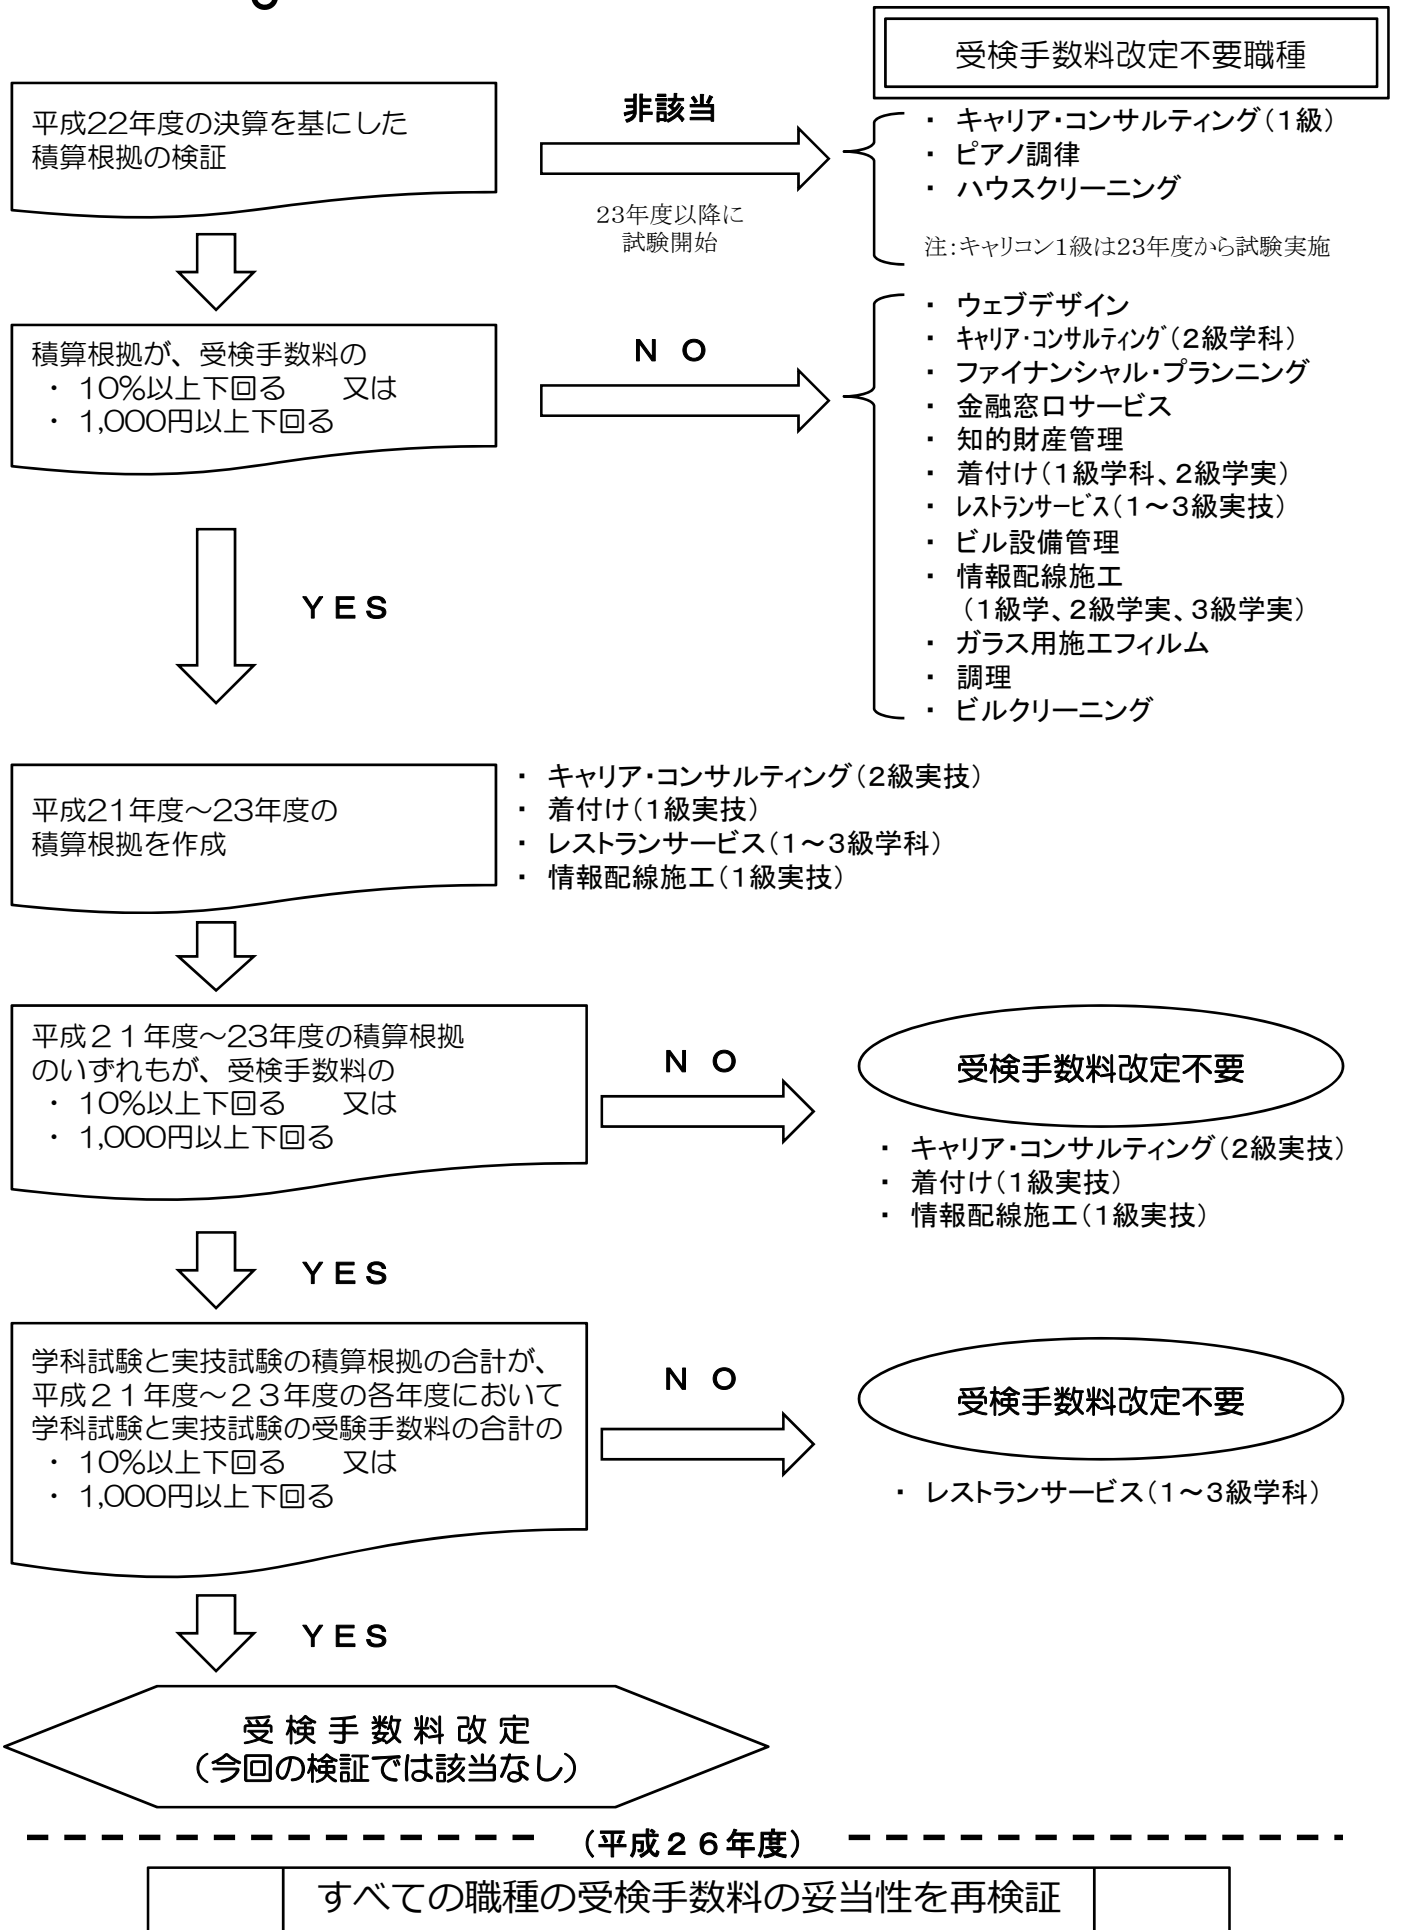 受検手数料改定不要職種
平成22年度の決算を基にした
積算根拠の検証
非該当
23年度以降に
試験開始
・ キャリア・コンサルティング（1級）
・ ピアノ調律
・ ハウスクリーニング
注：キャリコン1級は23年度から試験実施
積算根拠が、受検手数料の
・ 10％以上下回る　又は
・ 1,000円以上下回る
ＮＯ
・ ウェブデザイン
・ キャリア・コンサルティング（2級学科）
・ ファイナンシャル・プランニング
・ 金融窓口サービス
・ 知的財産管理
・ 着付け（1級学科、2級学実）
・ レストランサービス（1～3級実技）
・ ビル設備管理
・ 情報配線施工
（1級学、2級学実、3級学実）
・ ガラス用施工フィルム
・ 調理
・ ビルクリーニング
ＹＥＳ
平成21年度～23年度の
積算根拠を作成
・ キャリア・コンサルティング（2級実技）
・ 着付け（1級実技）
・ レストランサービス（1～3級学科）
・ 情報配線施工（1級実技）
平成２１年度～23年度の積算根拠
のいずれもが、受検手数料の
・ 10％以上下回る　又は
・ 1,000円以上下回る
ＮＯ
受検手数料改定不要
・ キャリア・コンサルティング（2級実技）
・ 着付け（1級実技）
・ 情報配線施工（1級実技）
ＹＥＳ
学科試験と実技試験の積算根拠の合計が、
平成２１年度～２３年度の各年度において
学科試験と実技試験の受験手数料の合計の
・ 10％以上下回る　又は
・ 1,000円以上下回る
ＮＯ
受検手数料改定不要
・ レストランサービス（1～3級学科）
ＹＥＳ
受検手数料改定
（今回の検証では該当なし）
（平成２６年度）
すべての職種の受検手数料の妥当性を再検証